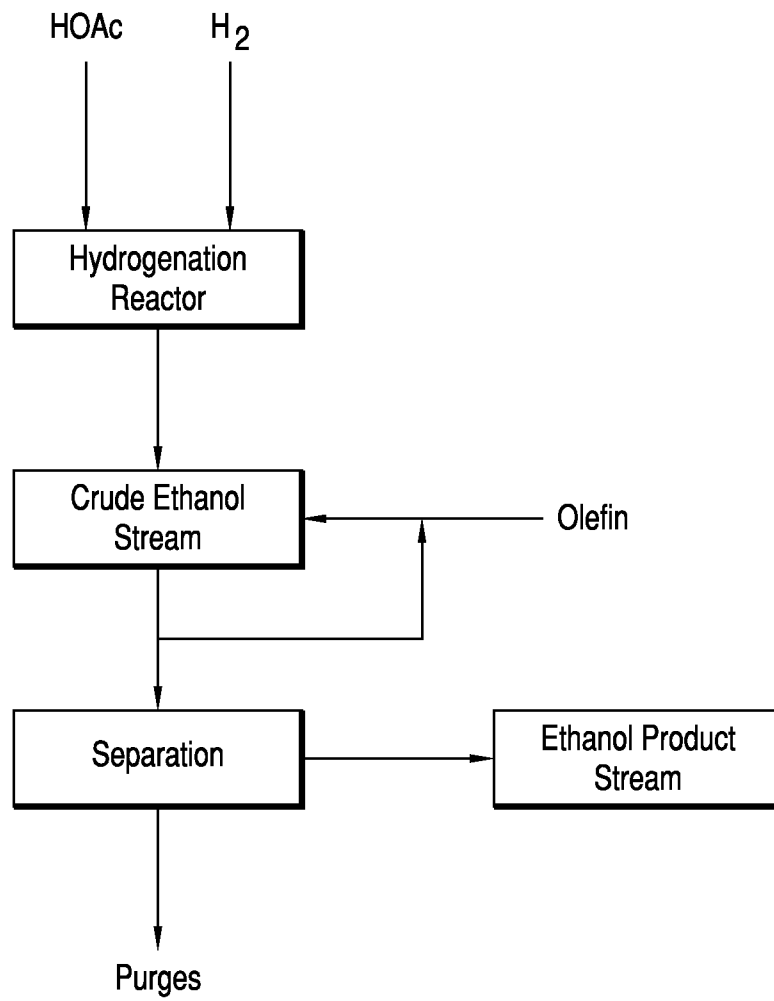 HOAc
H2
Hydrogenation
Reactor
Crude Ethanol
Stream
Olefin
Separation
Ethanol Product
Stream
Purges